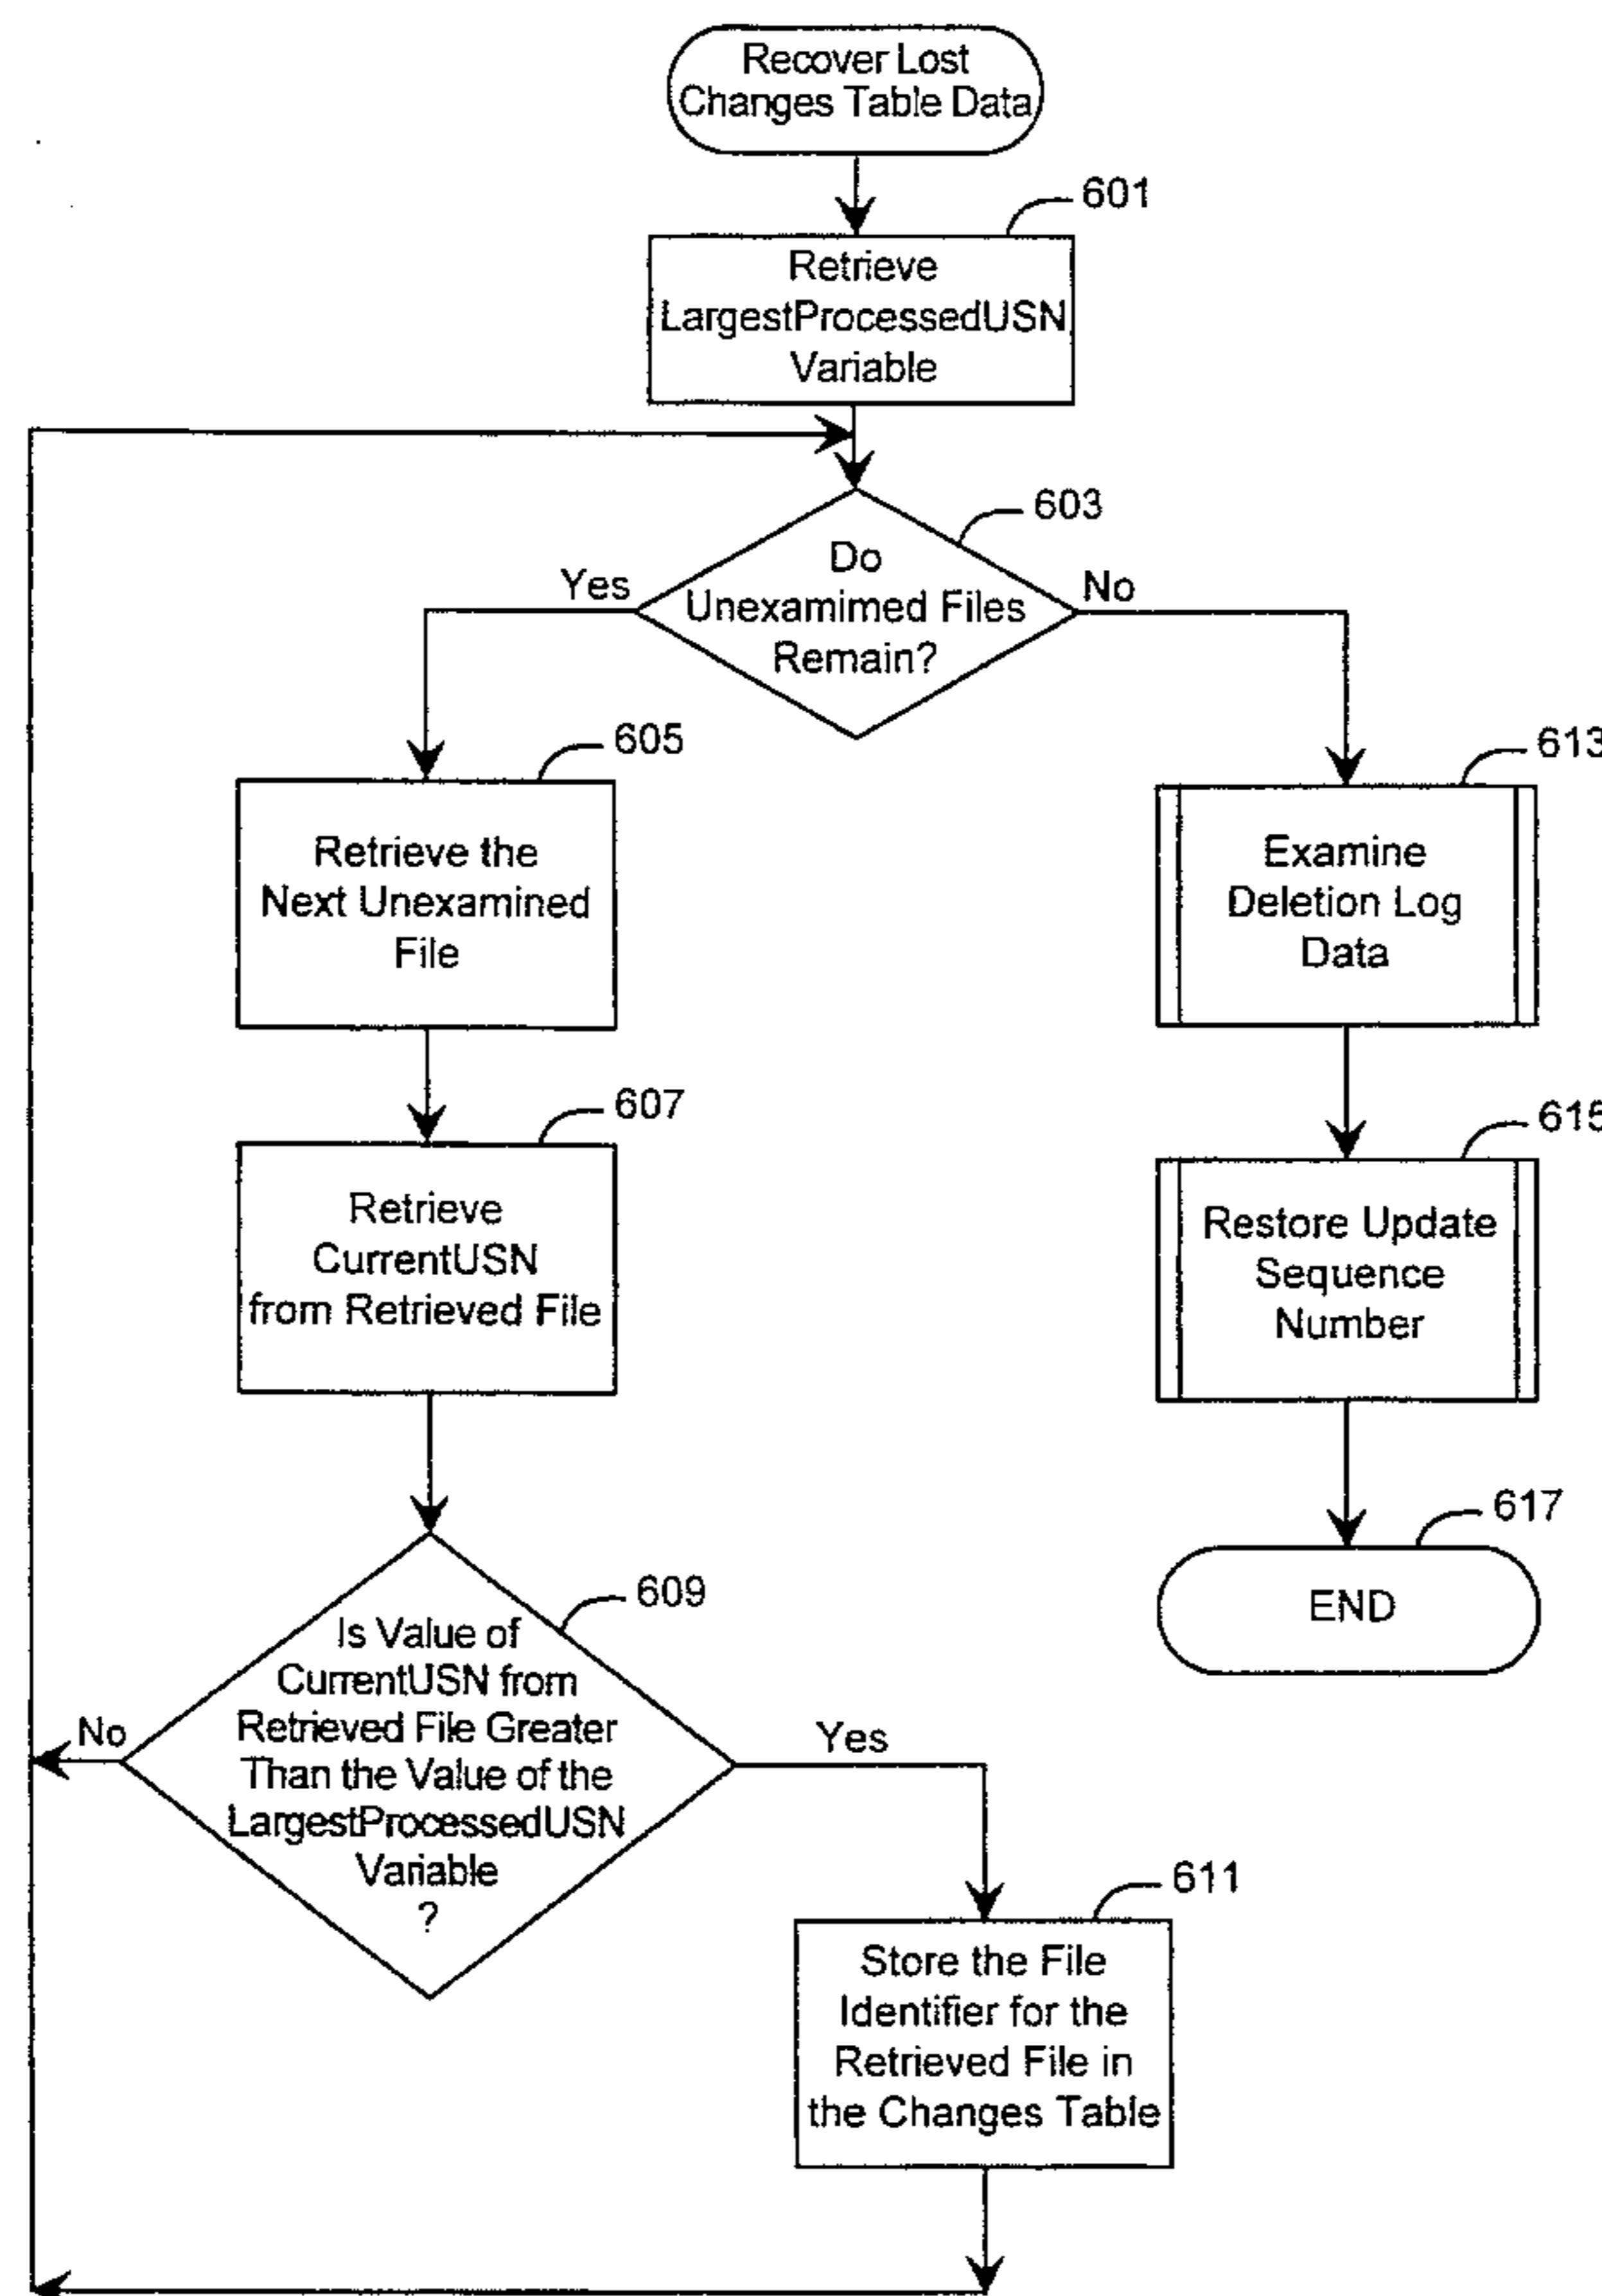 Recover Lost
Changes Table Data
601
Retrieve
LargestProcessedUSN
Variable
603
Do
Unexamimed Files
Remain?
Yes
No
605
Retrieve the
Next Unexamined
File
613
Examine
Deletion Log
Data
607
Retrieve
CurrentUSN
from Retrieved File
615
Restore Update
Sequence
Number
617
END
609
Is Value of
CurrentUSN from
Retrieved File Greater
Than the Value of the
LargestProcessedUSN
Variable
?
No
Yes
611
Store the File
Identifier for the
Retrieved File in
the Changes Table